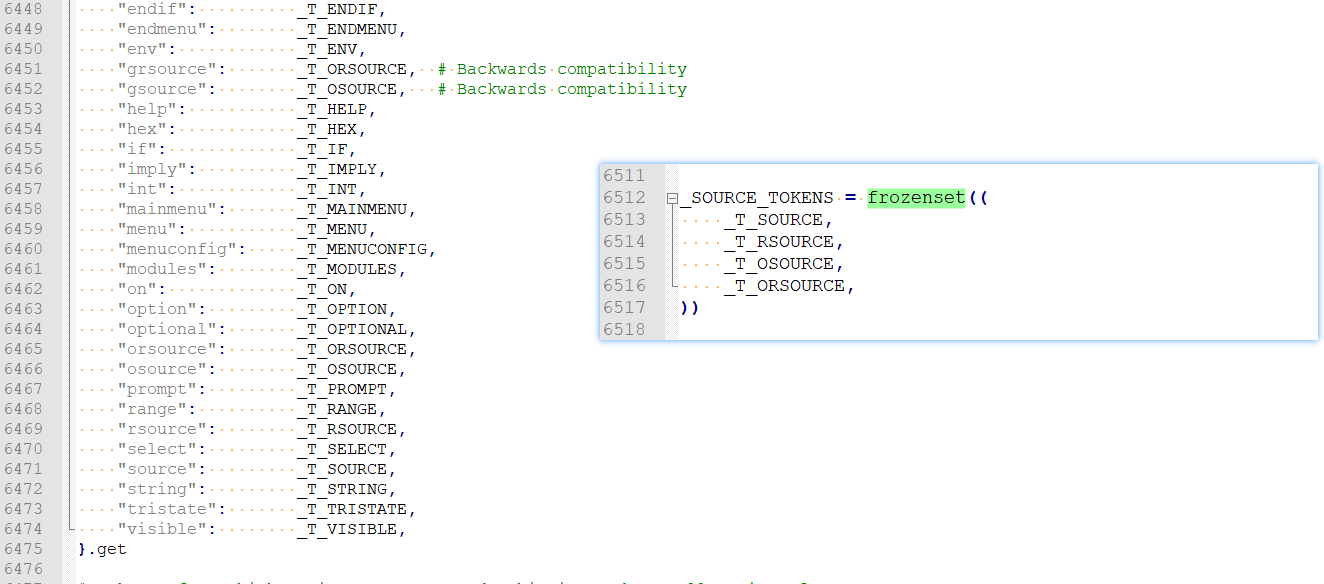 6448 "endif": _T_ENDIF,
6449 "endmenu": _T_ENDMENU,
6450 "env": _T_ENV,
6451 "grsource": _T_ORSOURCE, # Backwards compatibility
6452 "gsource": _T_OSOURCE, # Backwards compatibility
6453 "help": _T_HELP,
6454 "hex": _T_HEX,
6455 "if": _T_IF,
6456 "imply": _T_IMPLY,
6457 "int": _T_INT,
6458 "mainmenu": _T_MAINMENU,
6459 "menu": _T_MENU,
6460 "menuconfig": _T_MENUCONFIG,
6461 "modules": _T_MODULES,
6462 "on": _T_ON,
6463 "option": _T_OPTION,
6464 "optional": _T_OPTIONAL,
6465 "orsource": _T_ORSOURCE,
6466 "osource": _T_OSOURCE,
6467 "prompt": _T_PROMPT,
6468 "range": _T_RANGE,
6469 "rsource": _T_RSOURCE,
6470 "select": _T_SELECT,
6471 "source": _T_SOURCE,
6472 "string": _T_STRING,
6473 "tristate": _T_TRISTATE,
6474 "visible": _T_VISIBLE,
6475 }.get
6476
6511
6512 _SOURCE_TOKENS = frozenset((
6513 _T_SOURCE,
6514 _T_RSOURCE,
6515 _T_OSOURCE,
6516 _T_ORSOURCE,
6517 ))
6518